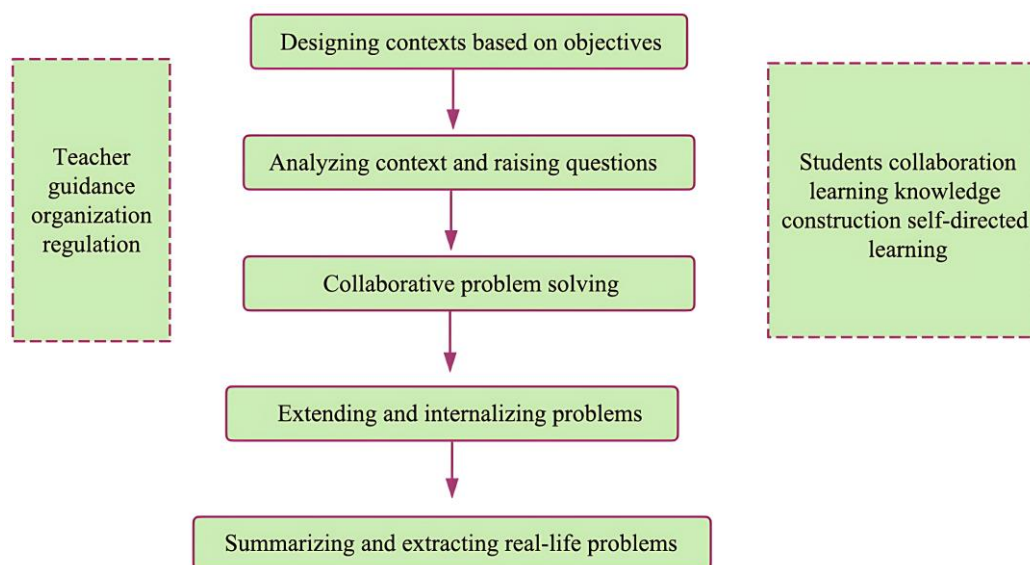 Designing contexts based on objectives
Teacher
guidance
organization
regulation
Analyzing context and raising questions
Students collaboration
learning knowledge
construction self-directed
learning
Collaborative problem solving
Extending and internalizing problems
Summarizing and extracting real-life problems